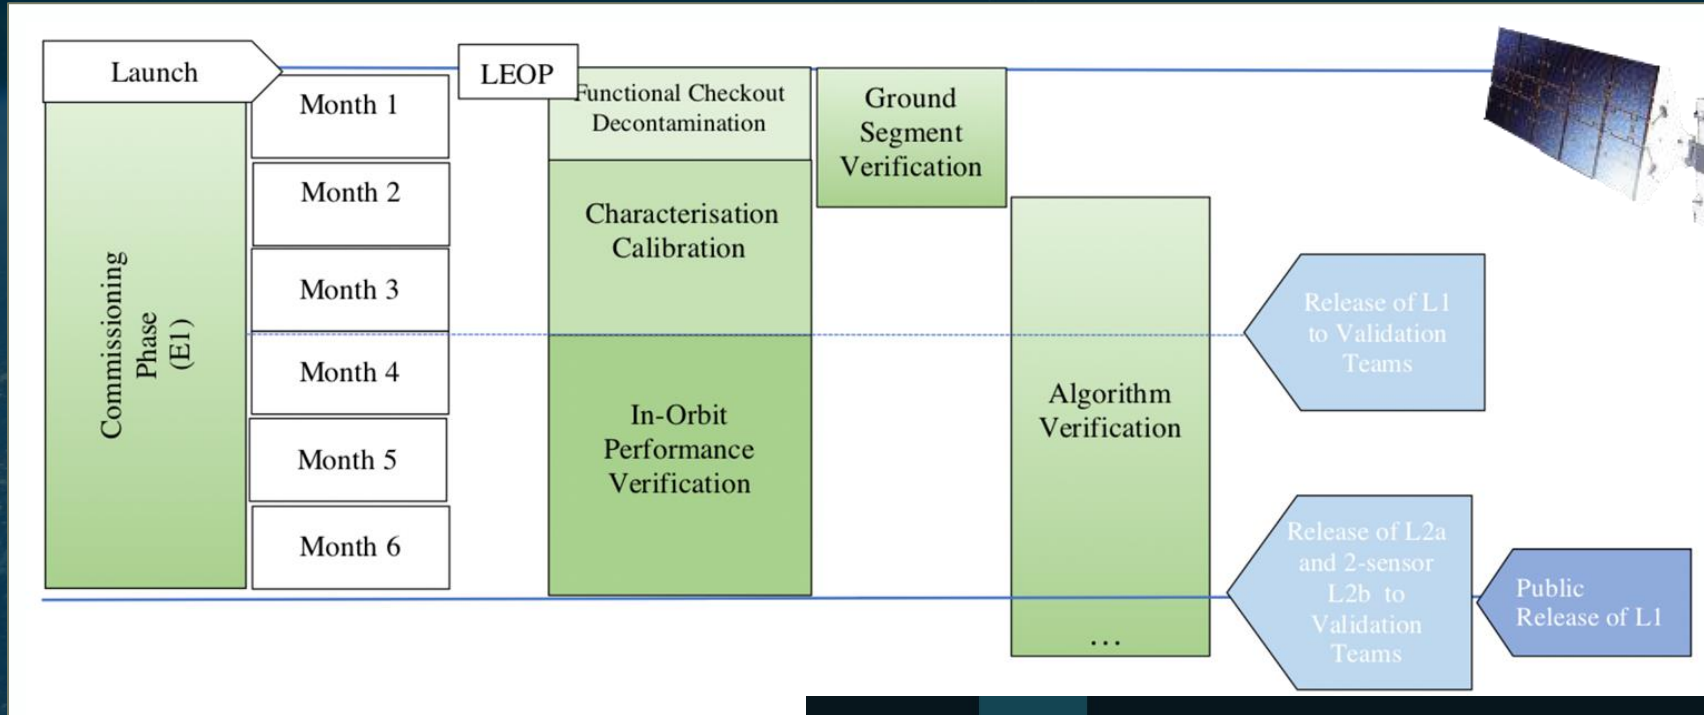 Launch
LEOP
Month 1
Month 2
Month 3
Month 4
Month 5
Month 6
Commissioning
Phase
(E1)
Functional Checkout
Decontamination
Characterisation
Calibration
In-Orbit
Performance
Verification
Ground
Segment
Verification
Algorithm
Verification
...
Release of L1
to Validation
Teams
Release of L2a
and 2-sensor
L2b to
Validation
Teams
Public
Release of L1